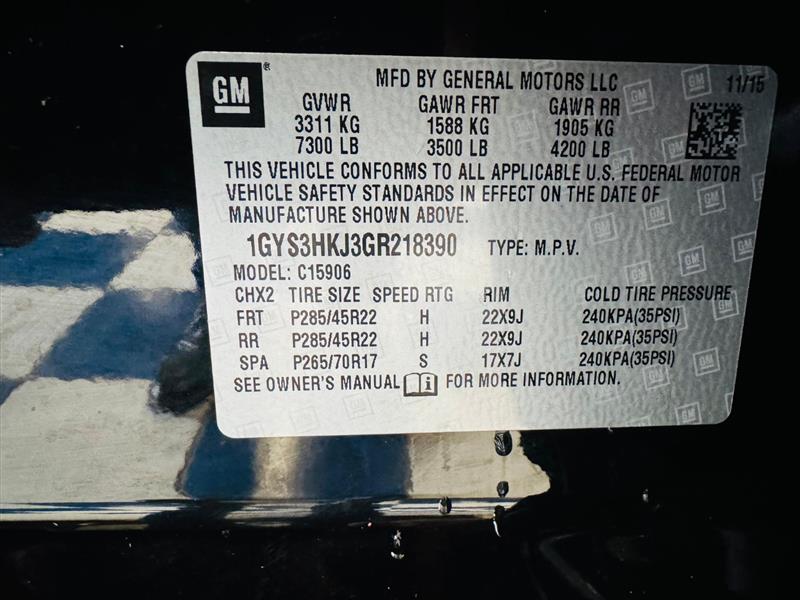 GM ®
MFD BY GENERAL MOTORS LLC 11/15
GVWR GAWR FRT GAWR RR
3311 KG 1588 KG 1905 KG
7300 LB 3500 LB 4200 LB
THIS VEHICLE CONFORMS TO ALL APPLICABLE U.S. FEDERAL MOTOR
VEHICLE SAFETY STANDARDS IN EFFECT ON THE DATE OF
MANUFACTURE SHOWN ABOVE.
1GYS3HKJ3GR218390 TYPE: M.P.V.
MODEL: C15906
CHX2 TIRE SIZE SPEED RTG RIM COLD TIRE PRESSURE
FRT P285/45R22 H 22X9J 240KPA(35PSI)
RR P285/45R22 H 22X9J 240KPA(35PSI)
SPA P265/70R17 S 17X7J 240KPA(35PSI)
SEE OWNER'S MANUAL FOR MORE INFORMATION.